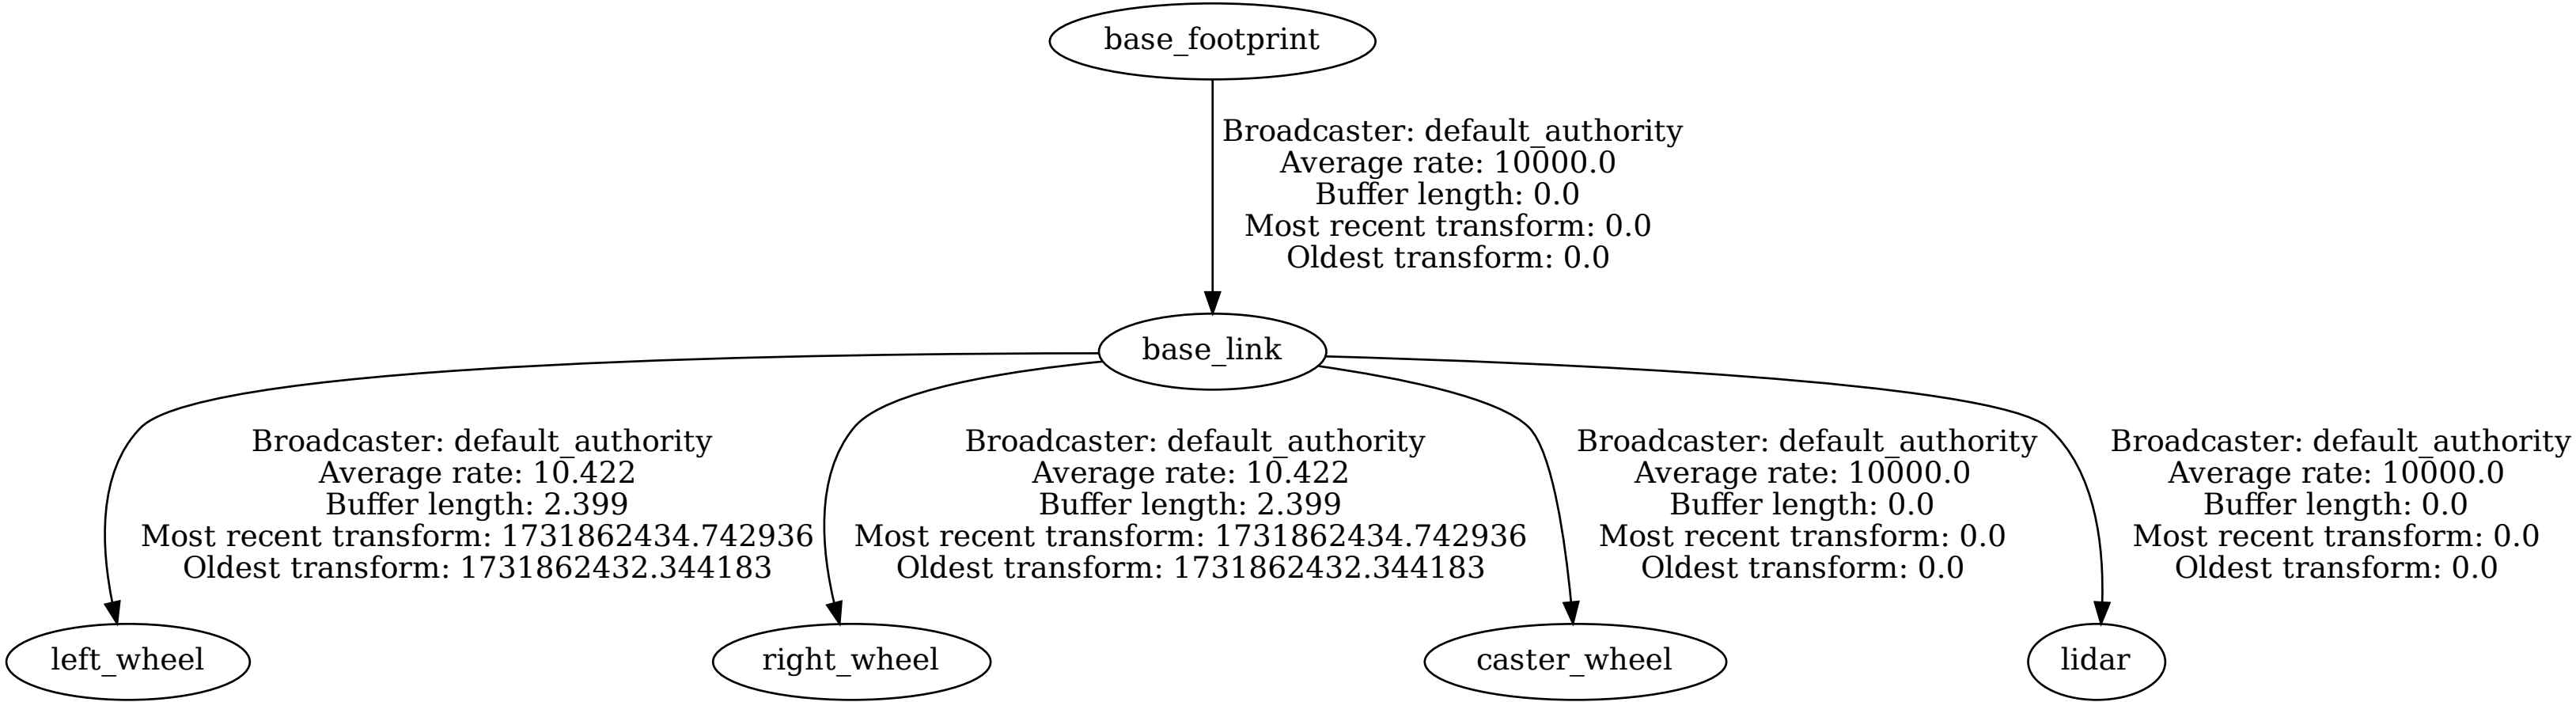 base_footprint
Broadcaster: default_authority
Average rate: 10000.0
Buffer length: 0.0
Most recent transform: 0.0
Oldest transform: 0.0
base_link
Broadcaster: default_authority
Average rate: 10.422
Buffer length: 2.399
Most recent transform: 1731862434.742936
Oldest transform: 1731862432.344183
Broadcaster: default_authority
Average rate: 10.422
Buffer length: 2.399
Most recent transform: 1731862434.742936
Oldest transform: 1731862432.344183
Broadcaster: default_authority
Average rate: 10000.0
Buffer length: 0.0
Most recent transform: 0.0
Oldest transform: 0.0
Broadcaster: default_authority
Average rate: 10000.0
Buffer length: 0.0
Most recent transform: 0.0
Oldest transform: 0.0
left_wheel
right_wheel
caster_wheel
lidar